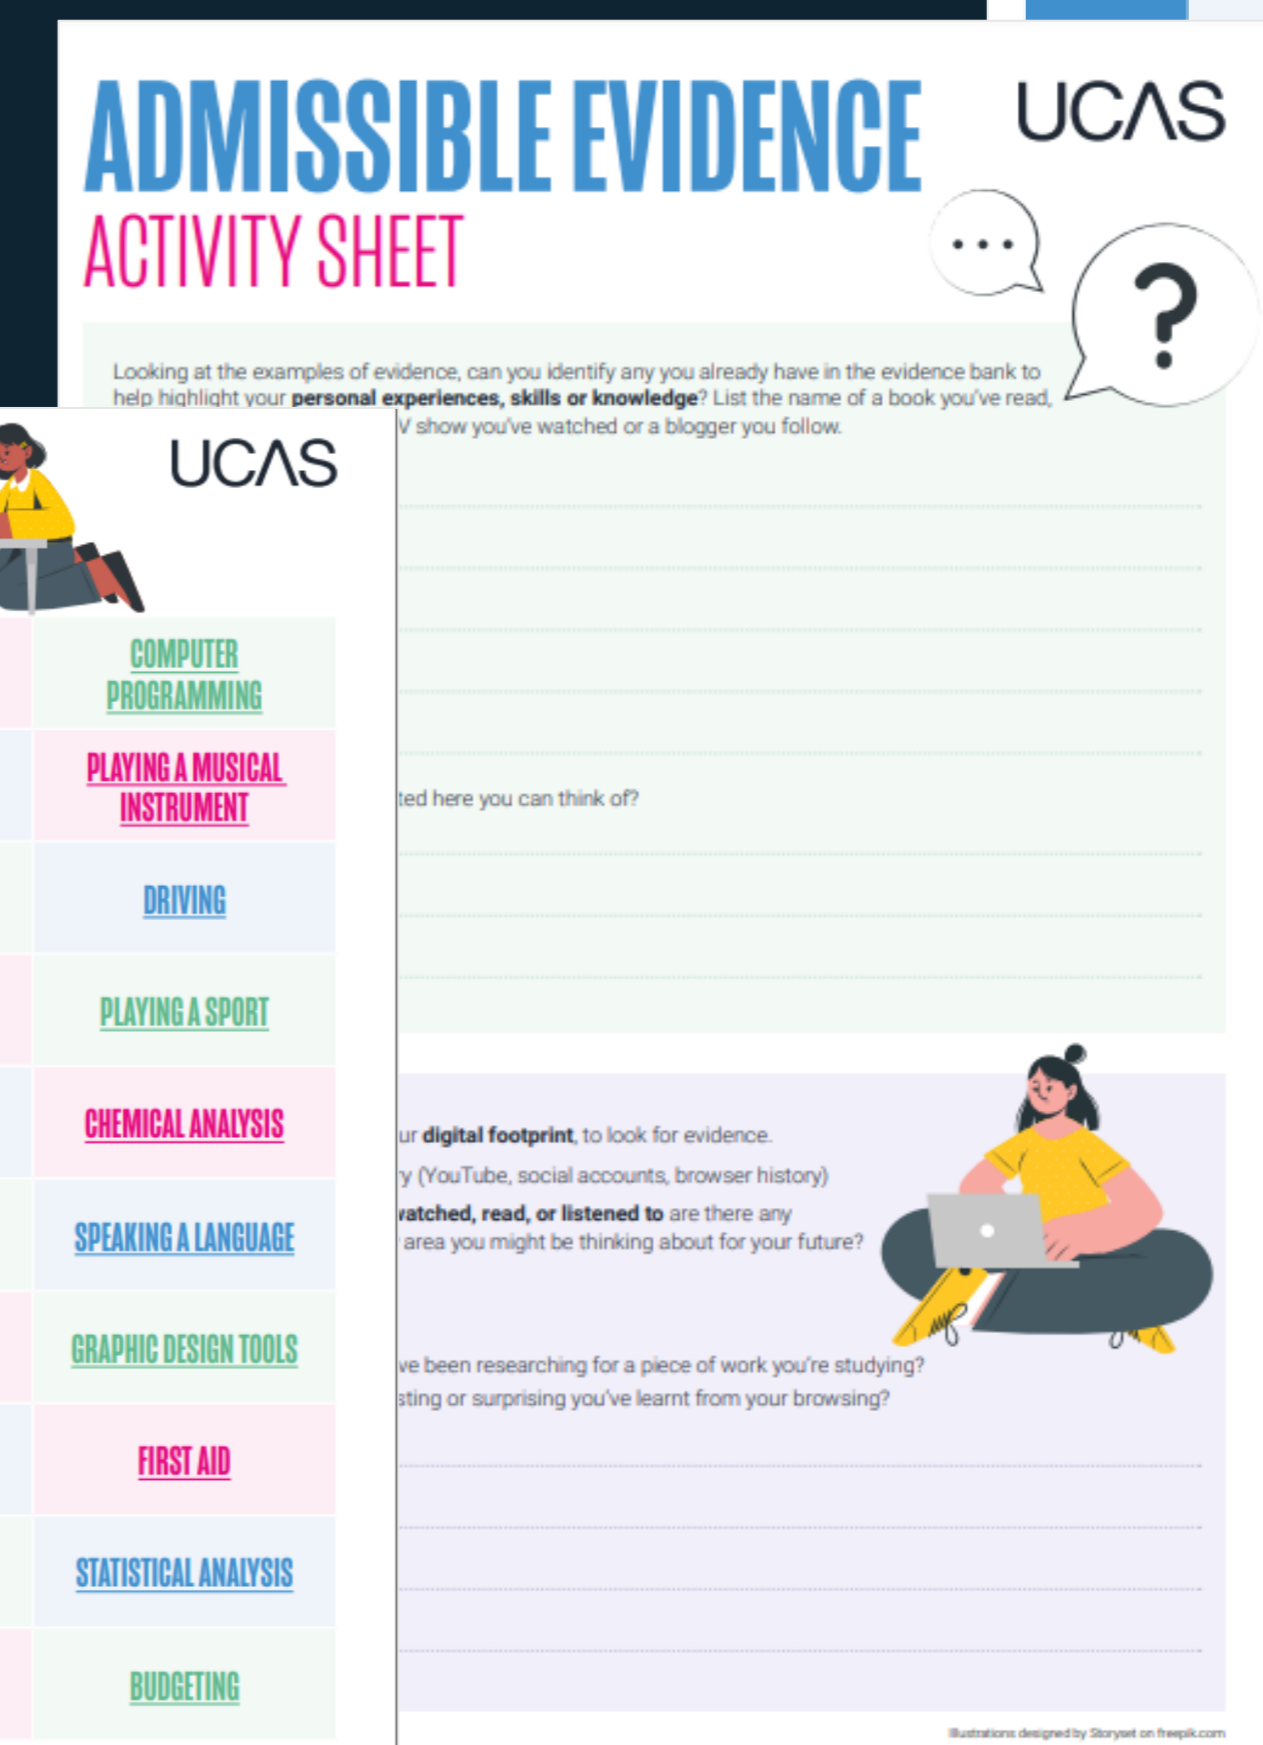 ADMISSIBLE EVIDENCE
ACTIVITY SHEET
UCAS
?
Looking at the examples of evidence, can you identify any you already have in the evidence bank to
help highlight your personal experiences, skills or knowledge? List the name of a book you've read,
V show you've watched or a blogger you follow.
ted here you can think of?
ur digital footprint, to look for evidence.
y (YouTube, social accounts, browser history)
watched, read, or listened to are there any
area you might be thinking about for your future?
ve been researching for a piece of work you're studying?
sting or surprising you've learnt from your browsing?
Illustrations designed by Storyset on freepik.com
UCAS
COMPUTER
PROGRAMMING
PLAYING A MUSICAL
INSTRUMENT
DRIVING
PLAYING A SPORT
CHEMICAL ANALYSIS
SPEAKING A LANGUAGE
GRAPHIC DESIGN TOOLS
FIRST AID
STATISTICAL ANALYSIS
BUDGETING